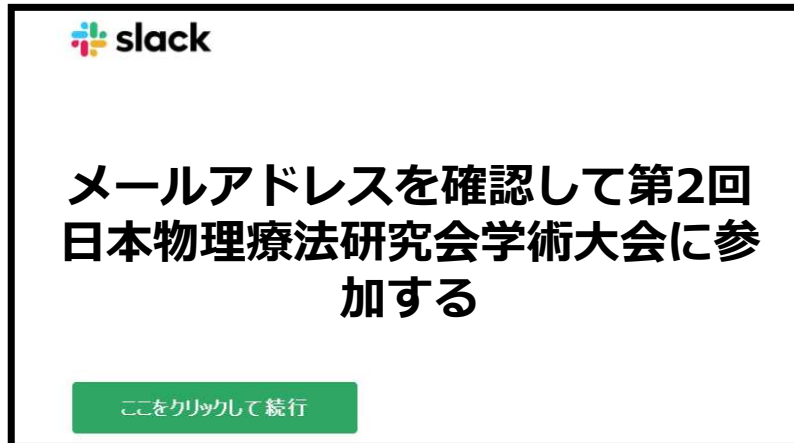 slack
メールアドレスを確認して第2回
日本物理療法研究会学術大会に参
加する
ここをクリックして続行